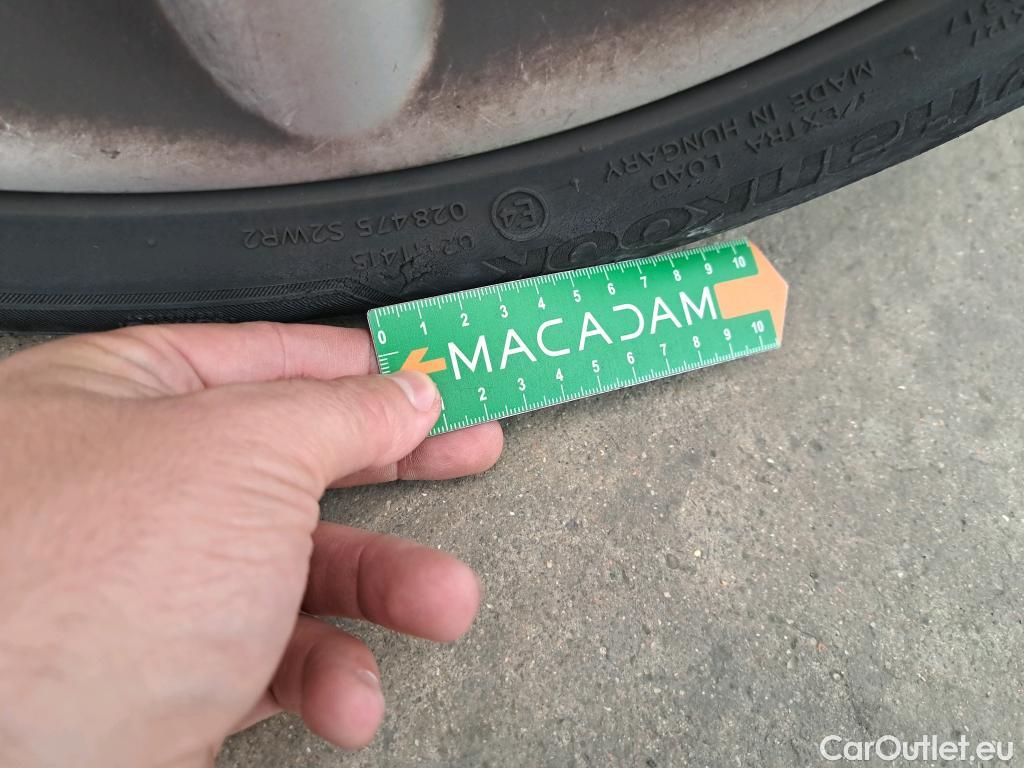 Hankook
EXTRA LOAD
MADE IN HUNGARY
E4
028475 S2WR2
0 1 2 3 4 5 6 7 8 9 10
MACADAM
2 3 4 5 6 7 8 9 10
CarOutlet.eu